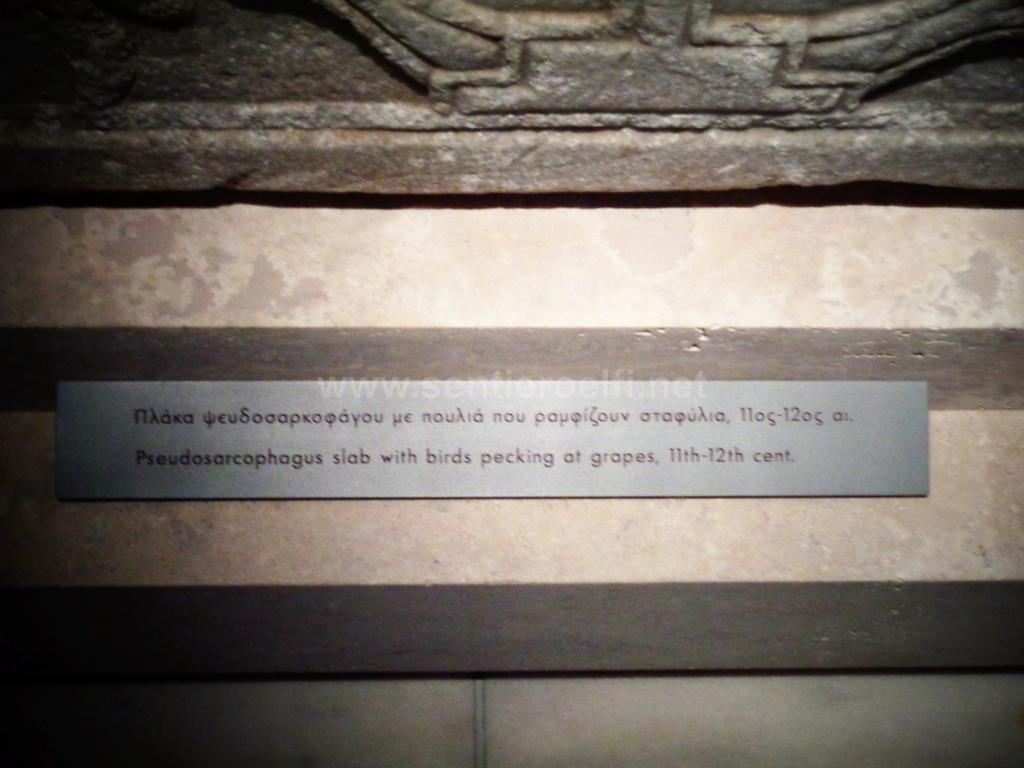 www.sentieroelfi.net
Πλάκα ψευδοσαρκοφάγου με πουλιά που ραμφίζουν σταφύλια, 11ος-12ος αι.
Pseudosarcophagus slab with birds pecking at grapes, 11th-12th cent.